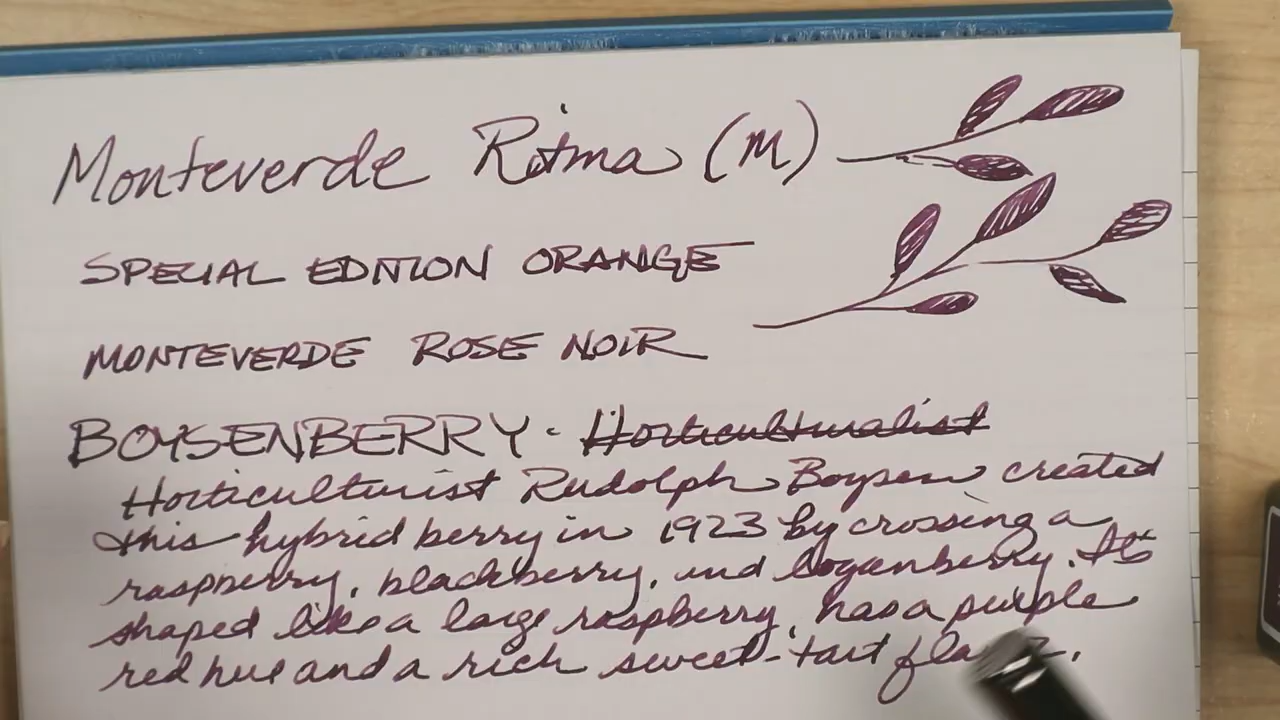 Monteverde Ritma (M)
SPECIAL EDITION ORANGE
MONTEVERDE ROSE NOIR
BOYSENBERRY - Horticulturalist
Horticulturist Rudolph Boysen created
this hybrid berry in 1923 by crossing a
raspberry, blackberry, and loganberry. Its
shaped like a large raspberry, has a purple
red hue and a rich sweet-tart